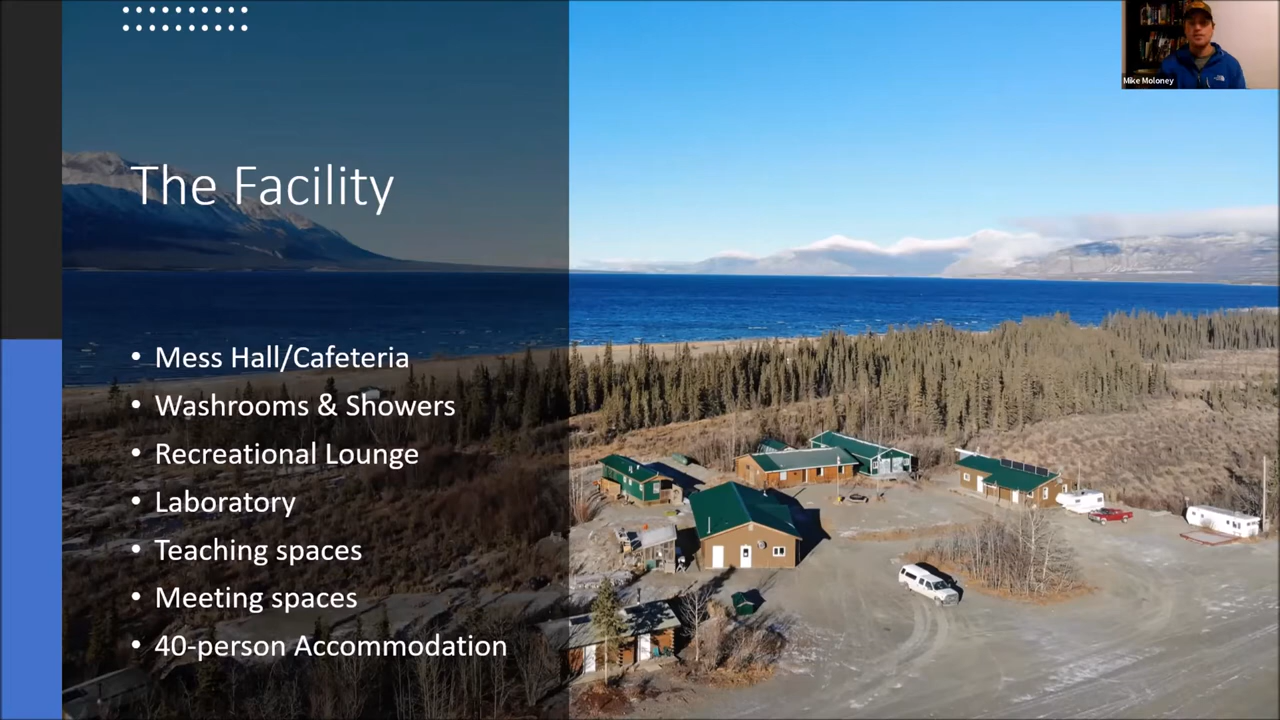 Mike Moloney
The Facility
• Mess Hall/Cafeteria
• Washrooms & Showers
• Recreational Lounge
• Laboratory
• Teaching spaces
• Meeting spaces
• 40-person Accommodation